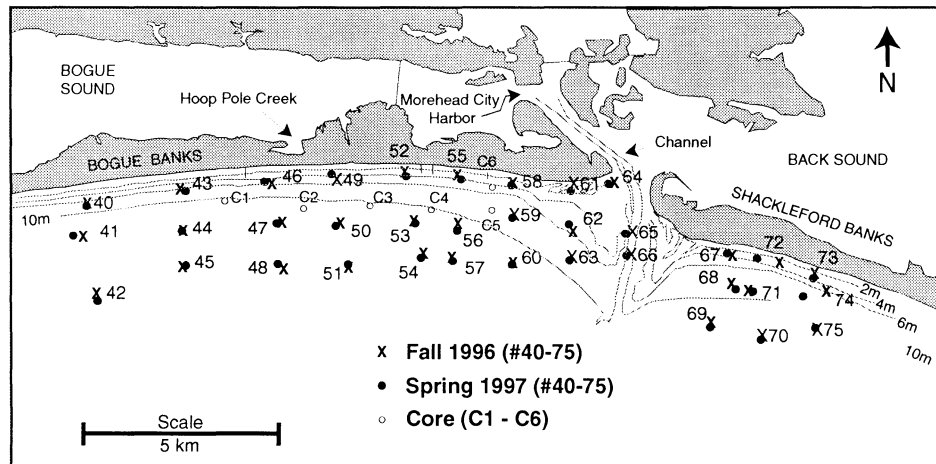 BOGUE
SOUND
Hoop Pole Creek
Morehead City
Harbor
N
Channel
BACK SOUND
BOGUE BANKS
SHACKLEFORD BANKS
52
55
C6
43
46
49
58
61
64
40
C1
C2
C3
C4
C5
10m
59
62
41
44
47
50
53
56
65
72
73
45
48
51
54
57
60
63
66
67
68
71
74
2m
4m
6m
10m
42
69
70
75
x Fall 1996 (#40-75)
● Spring 1997 (#40-75)
○ Core (C1 - C6)
Scale
5 km